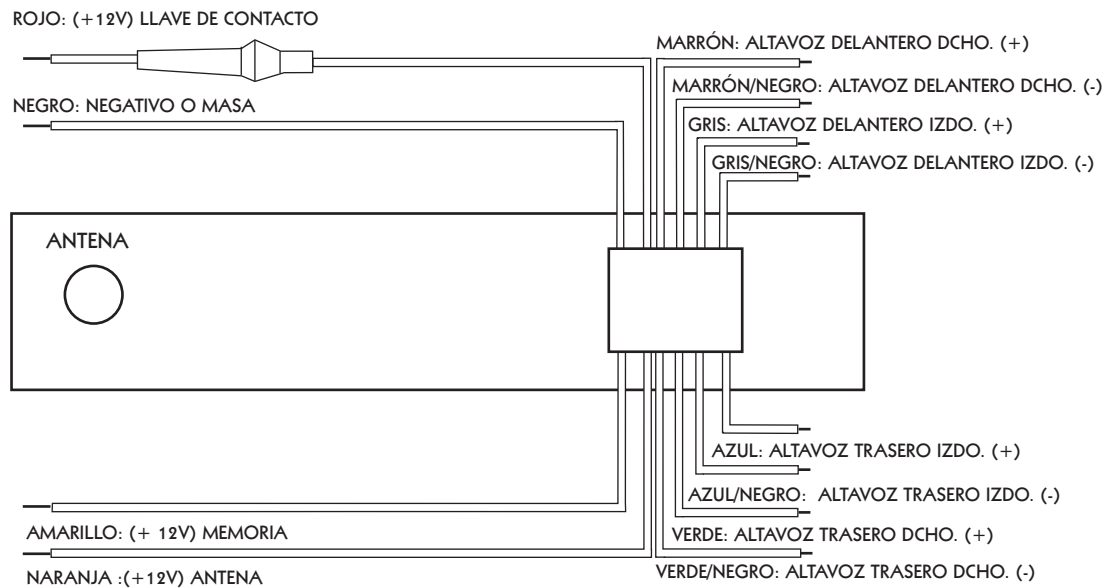 ROJO: (+12V) LLAVE DE CONTACTO
MARRÓN: ALTAVOZ DELANTERO DCHO. (+)
MARRÓN/NEGRO: ALTAVOZ DELANTERO DCHO. (-)
NEGRO: NEGATIVO O MASA
GRIS: ALTAVOZ DELANTERO IZDO. (+)
GRIS/NEGRO: ALTAVOZ DELANTERO IZDO. (-)
ANTENA
AZUL: ALTAVOZ TRASERO IZDO. (+)
AZUL/NEGRO: ALTAVOZ TRASERO IZDO. (-)
AMARILLO: (+ 12V) MEMORIA
VERDE: ALTAVOZ TRASERO DCHO. (+)
VERDE/NEGRO: ALTAVOZ TRASERO DCHO. (-)
NARANJA :(+12V) ANTENA